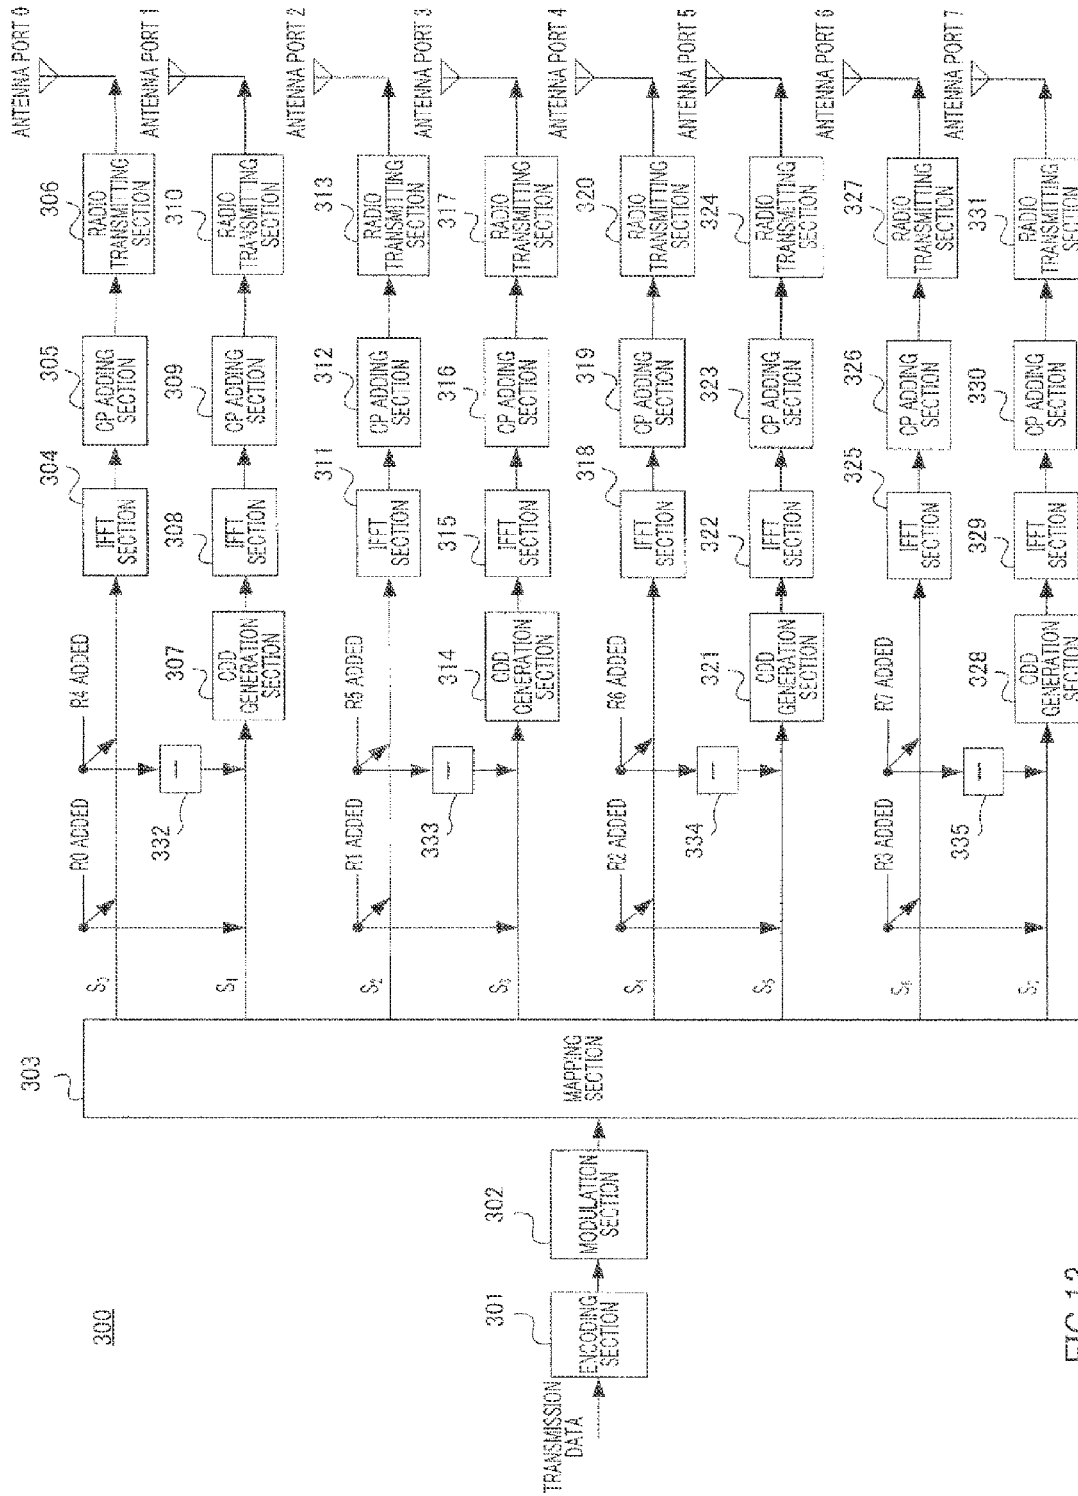 300
TRANSMISSION
DATA
301
ENCODING
SECTION
302
MODULATION
SECTION
303
MAPPING
SECTION
S0
R0 ADDED
R4 ADDED
304
IFFT
SECTION
305
CP ADDING
SECTION
306
RADIO
TRANSMITTING
SECTION
ANTENNA PORT 0
S1
332
307
CDD
GENERATION
SECTION
308
IFFT
SECTION
309
CP ADDING
SECTION
310
RADIO
TRANSMITTING
SECTION
ANTENNA PORT 1
S2
R1 ADDED
R5 ADDED
311
IFFT
SECTION
312
CP ADDING
SECTION
313
RADIO
TRANSMITTING
SECTION
ANTENNA PORT 2
S3
333
314
CDD
GENERATION
SECTION
315
IFFT
SECTION
316
CP ADDING
SECTION
317
RADIO
TRANSMITTING
SECTION
ANTENNA PORT 3
S4
R2 ADDED
R6 ADDED
318
IFFT
SECTION
319
CP ADDING
SECTION
320
RADIO
TRANSMITTING
SECTION
ANTENNA PORT 4
S5
334
321
CDD
GENERATION
SECTION
322
IFFT
SECTION
323
CP ADDING
SECTION
324
RADIO
TRANSMITTING
SECTION
ANTENNA PORT 5
S6
R3 ADDED
R7 ADDED
325
IFFT
SECTION
326
CP ADDING
SECTION
327
RADIO
TRANSMITTING
SECTION
ANTENNA PORT 6
S7
335
328
CDD
GENERATION
SECTION
329
IFFT
SECTION
330
CP ADDING
SECTION
331
RADIO
TRANSMITTING
SECTION
ANTENNA PORT 7